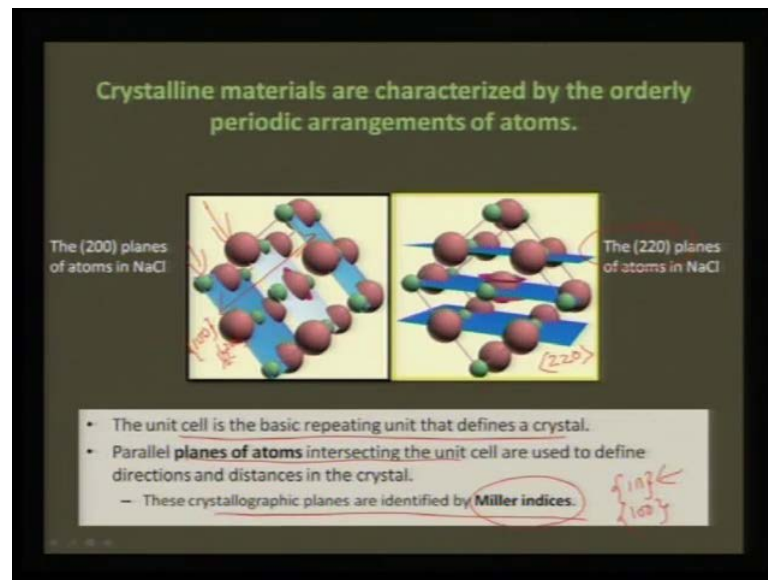 Crystalline materials are characterized by the orderly
periodic arrangements of atoms.
The (200) planes
of atoms in NaCl
The (220) planes
of atoms in NaCl
{100}
{220}
• The unit cell is the basic repeating unit that defines a crystal.
• Parallel planes of atoms intersecting the unit cell are used to define
directions and distances in the crystal.
– These crystallographic planes are identified by Miller indices.
{111}
{100}